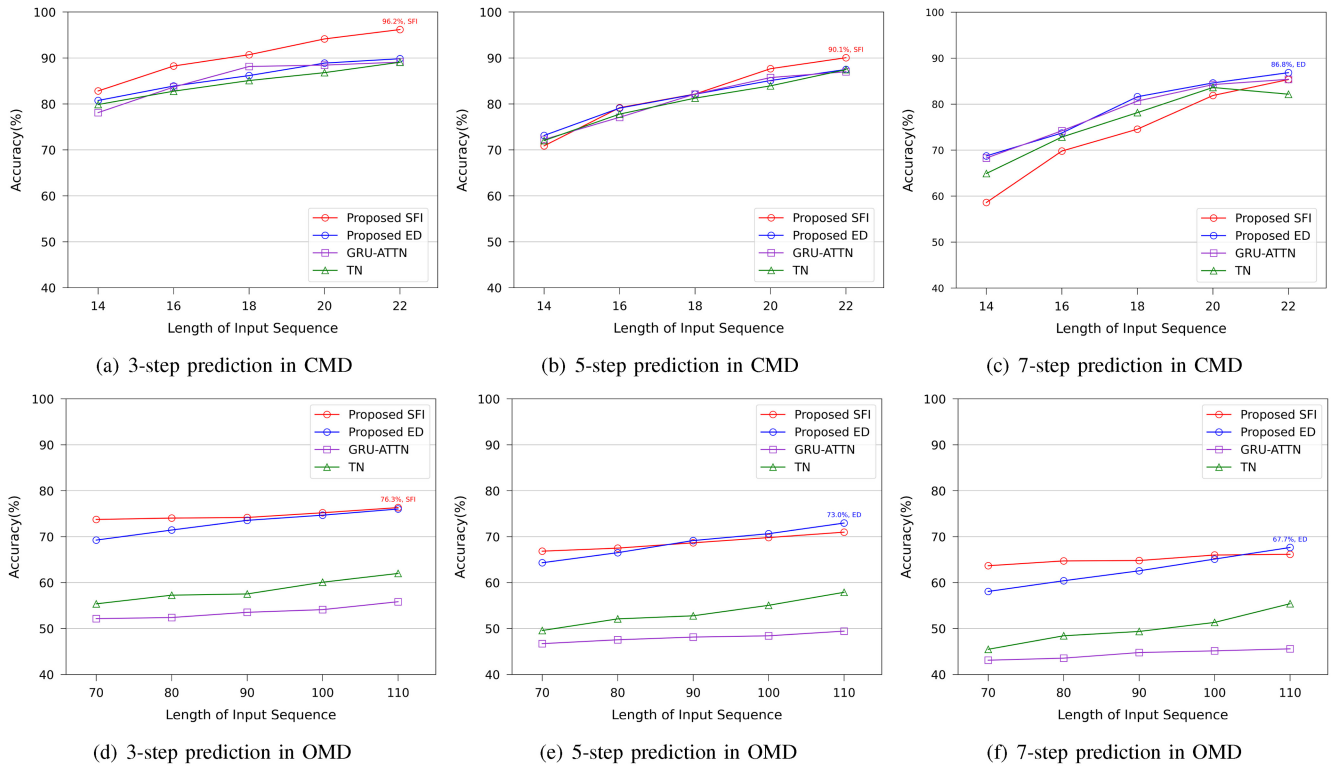 100
90
80
70
60
50
40
Accuracy(%)
96.2%, SFI
Proposed SFI
Proposed ED
GRU-ATTN
TN
14 16 18 20 22
Length of Input Sequence
(a) 3-step prediction in CMD
100
90
80
70
60
50
40
Accuracy(%)
90.1%, SFI
Proposed SFI
Proposed ED
GRU-ATTN
TN
14 16 18 20 22
Length of Input Sequence
(b) 5-step prediction in CMD
100
90
80
70
60
50
40
Accuracy(%)
86.8%, ED
Proposed SFI
Proposed ED
GRU-ATTN
TN
14 16 18 20 22
Length of Input Sequence
(c) 7-step prediction in CMD
100
90
80
70
60
50
40
Accuracy(%)
Proposed SFI
Proposed ED
GRU-ATTN
TN
76.3%, SFI
70 80 90 100 110
Length of Input Sequence
(d) 3-step prediction in OMD
100
90
80
70
60
50
40
Accuracy(%)
Proposed SFI
Proposed ED
GRU-ATTN
TN
73.0%, ED
70 80 90 100 110
Length of Input Sequence
(e) 5-step prediction in OMD
100
90
80
70
60
50
40
Accuracy(%)
Proposed SFI
Proposed ED
GRU-ATTN
TN
67.7%, ED
70 80 90 100 110
Length of Input Sequence
(f) 7-step prediction in OMD